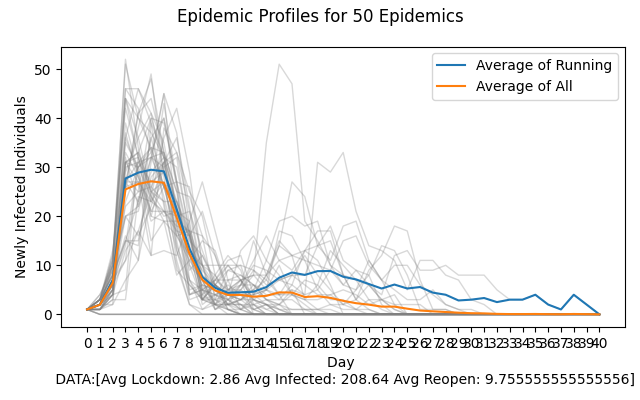 Epidemic Profiles for 50 Epidemics
Average of Running
Average of All
Newly Infected Individuals
50
40
30
20
10
0
0 1 2 3 4 5 6 7 8 9 10 11 12 13 14 15 16 17 18 19 20 21 22 23 24 25 26 27 28 29 30 31 32 33 34 35 36 37 38 39 40
Day
DATA:[Avg Lockdown: 2.86 Avg Infected: 208.64 Avg Reopen: 9.755555555555556]